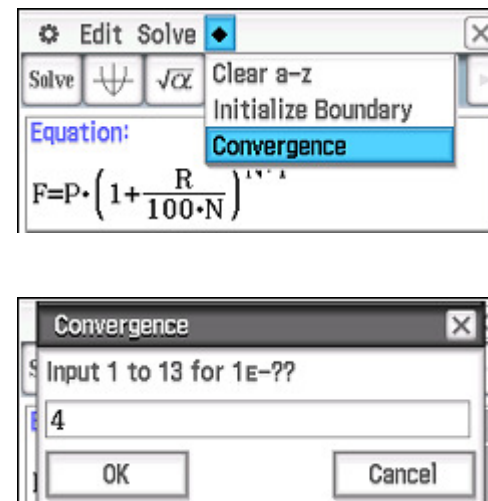 Edit Solve
Solve √α Clear a-z
Initialize Boundary
Equation:
Convergence
F=P·(1+R/(100·N))
Convergence
Input 1 to 13 for 1ᴇ-??
4
OK Cancel